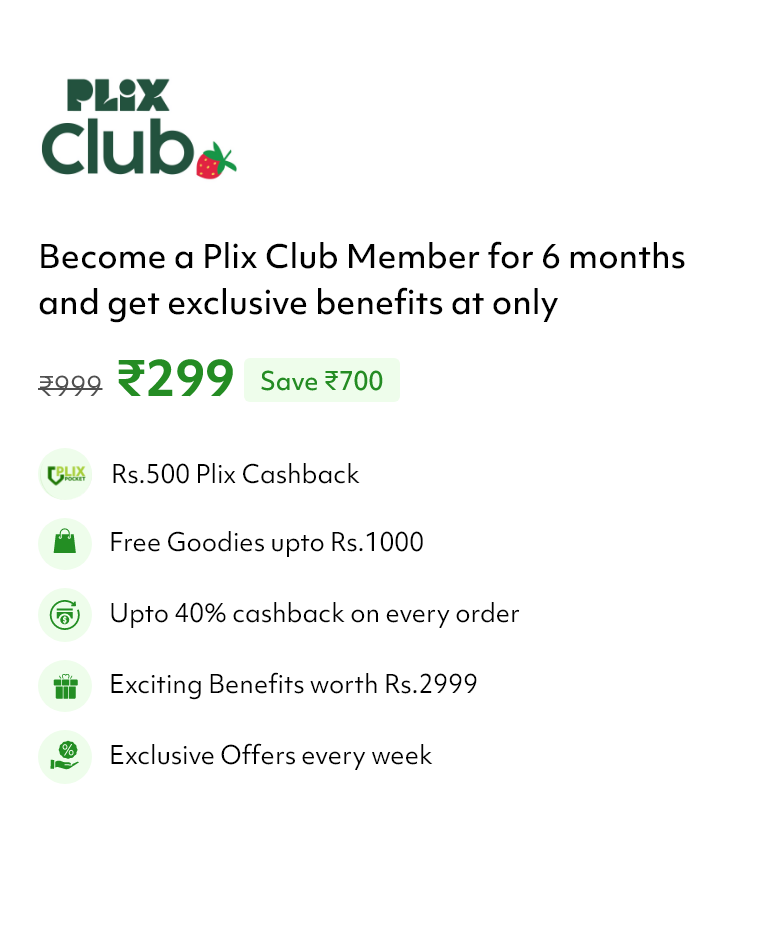 PLiX
Club
Become a Plix Club Member for 6 months
and get exclusive benefits at only
₹999 ₹299 Save ₹700
PLIX POCKET Rs.500 Plix Cashback
Free Goodies upto Rs.1000
Upto 40% cashback on every order
Exciting Benefits worth Rs.2999
% Exclusive Offers every week